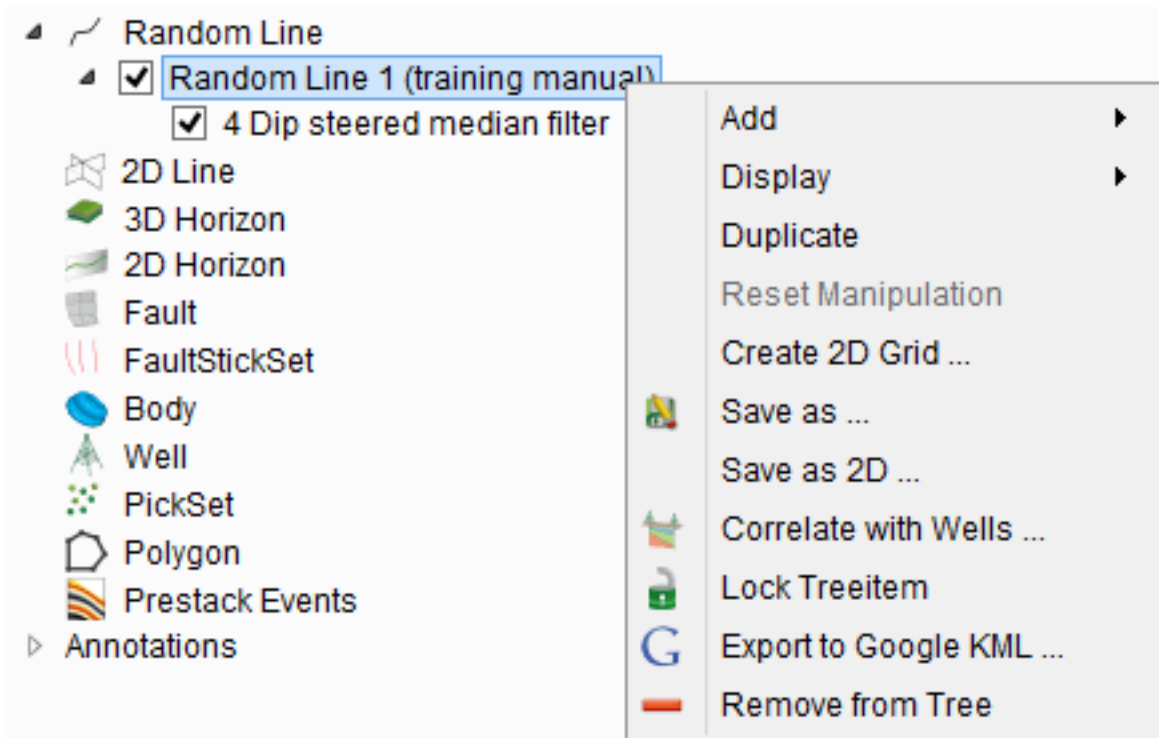 Random Line
Random Line 1 (training manual)
4 Dip steered median filter
2D Line
3D Horizon
2D Horizon
Fault
FaultStickSet
Body
Well
PickSet
Polygon
Prestack Events
Annotations
Add
Display
Duplicate
Reset Manipulation
Create 2D Grid ...
Save as ...
Save as 2D ...
Correlate with Wells ...
Lock Treeitem
G Export to Google KML ...
Remove from Tree